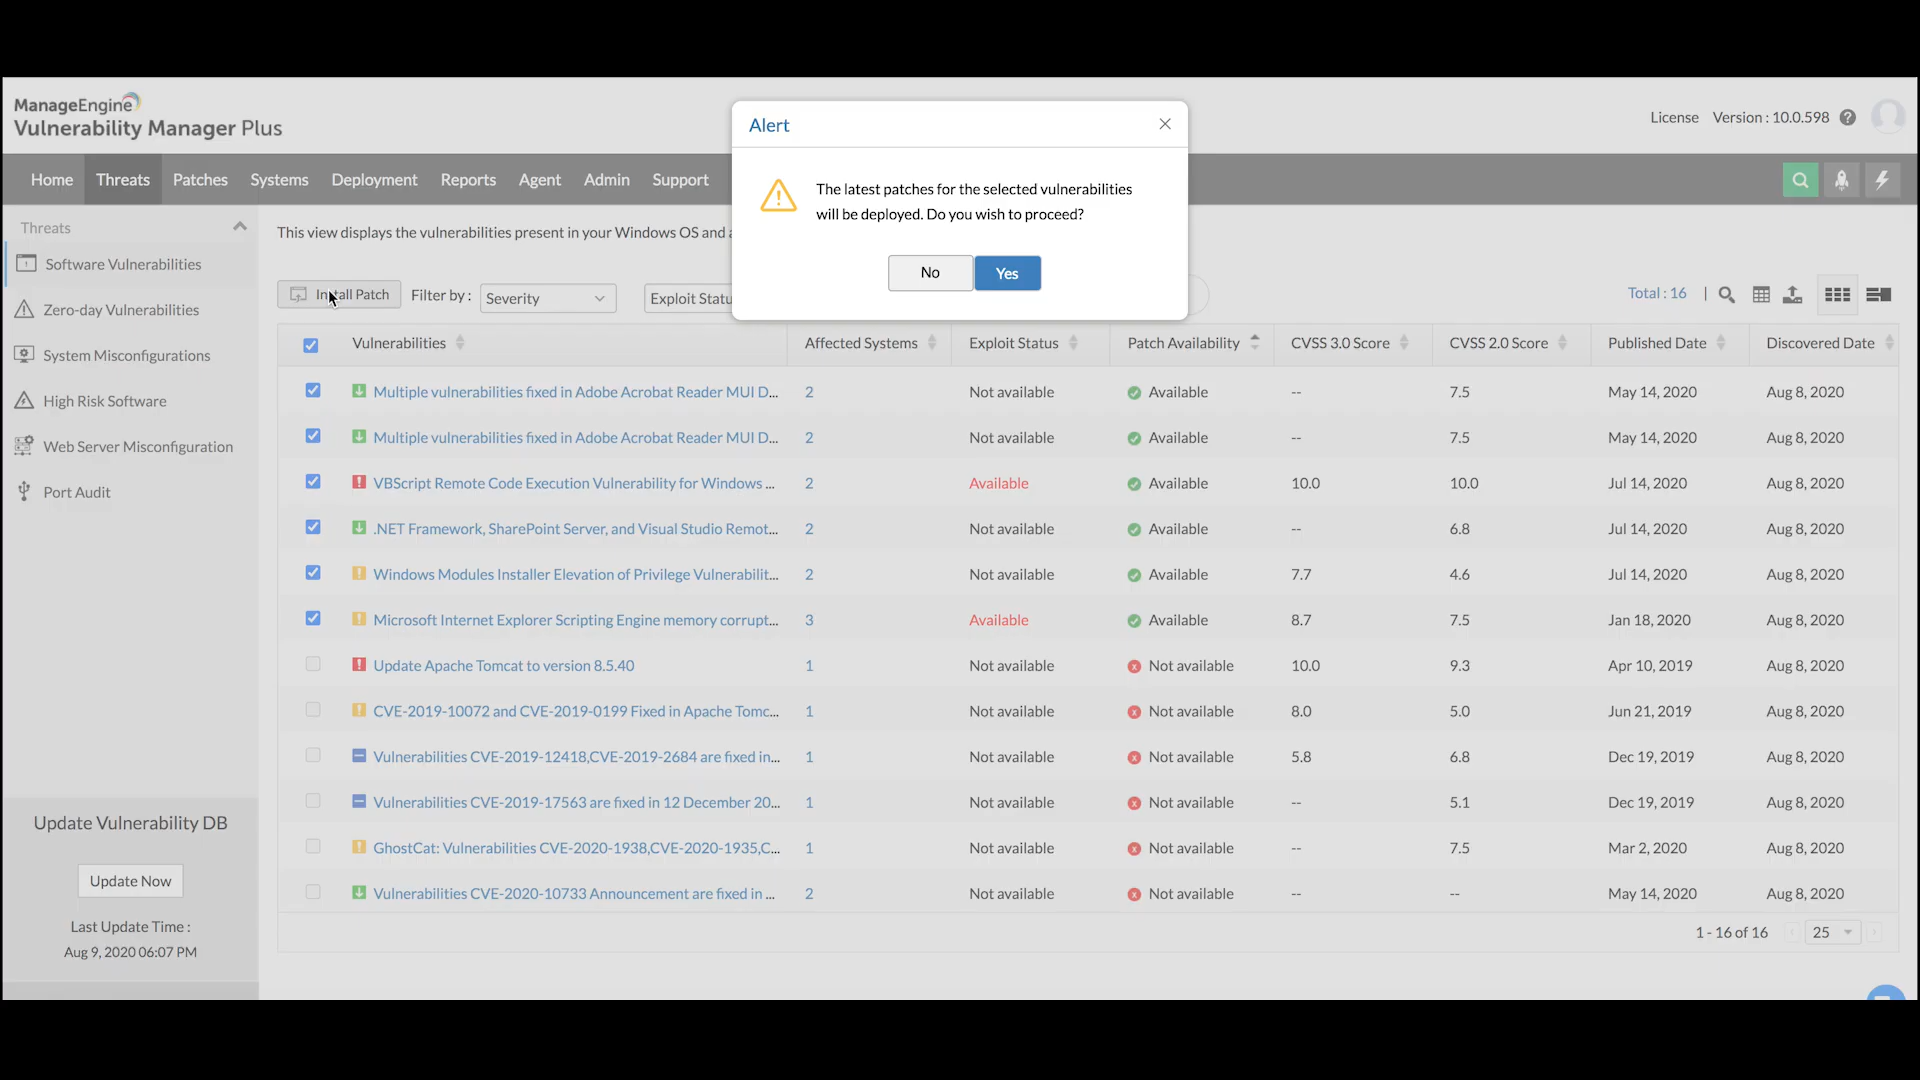 ManageEngine
Vulnerability Manager Plus
License Version : 10.0.598
Home Threats Patches Systems Deployment Reports Agent Admin Support
Alert
The latest patches for the selected vulnerabilities
will be deployed. Do you wish to proceed?
No Yes
Threats
Software Vulnerabilities
Zero-day Vulnerabilities
System Misconfigurations
High Risk Software
Web Server Misconfiguration
Port Audit
Update Vulnerability DB
Update Now
Last Update Time :
Aug 9, 2020 06:07 PM
This view displays the vulnerabilities present in your Windows OS and
Install Patch Filter by : Severity Exploit Statu Total : 16
Vulnerabilities Affected Systems Exploit Status Patch Availability CVSS 3.0 Score CVSS 2.0 Score Published Date Discovered Date
Multiple vulnerabilities fixed in Adobe Acrobat Reader MUI D... 2 Not available Available -- 7.5 May 14, 2020 Aug 8, 2020
Multiple vulnerabilities fixed in Adobe Acrobat Reader MUI D... 2 Not available Available -- 7.5 May 14, 2020 Aug 8, 2020
VBScript Remote Code Execution Vulnerability for Windows ... 2 Available Available 10.0 10.0 Jul 14, 2020 Aug 8, 2020
.NET Framework, SharePoint Server, and Visual Studio Remot... 2 Not available Available -- 6.8 Jul 14, 2020 Aug 8, 2020
Windows Modules Installer Elevation of Privilege Vulnerabilit... 2 Not available Available 7.7 4.6 Jul 14, 2020 Aug 8, 2020
Microsoft Internet Explorer Scripting Engine memory corrupt... 3 Available Available 8.7 7.5 Jan 18, 2020 Aug 8, 2020
Update Apache Tomcat to version 8.5.40 1 Not available Not available 10.0 9.3 Apr 10, 2019 Aug 8, 2020
CVE-2019-10072 and CVE-2019-0199 Fixed in Apache Tomc... 1 Not available Not available 8.0 5.0 Jun 21, 2019 Aug 8, 2020
Vulnerabilities CVE-2019-12418,CVE-2019-2684 are fixed in... 1 Not available Not available 5.8 6.8 Dec 19, 2019 Aug 8, 2020
Vulnerabilities CVE-2019-17563 are fixed in 12 December 20... 1 Not available Not available -- 5.1 Dec 19, 2019 Aug 8, 2020
GhostCat: Vulnerabilities CVE-2020-1938,CVE-2020-1935,C... 1 Not available Not available -- 7.5 Mar 2, 2020 Aug 8, 2020
Vulnerabilities CVE-2020-10733 Announcement are fixed in ... 2 Not available Not available -- -- May 14, 2020 Aug 8, 2020
1 - 16 of 16 25